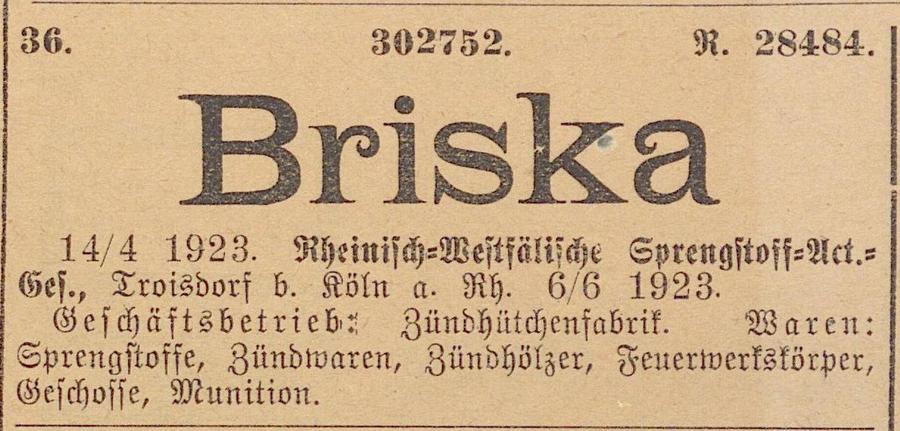 36. 302752. R. 28484.
Briska
14/4 1923. Rheinisch-Westfälische Sprengstoff-Act.-
Ges., Troisdorf b. Köln a. Rh. 6/6 1923.
Geschäftsbetrieb: Zündhütchenfabrik. Waren:
Sprengstoffe, Zündwaren, Zündhölzer, Feuerwerkskörper,
Geschosse, Munition.